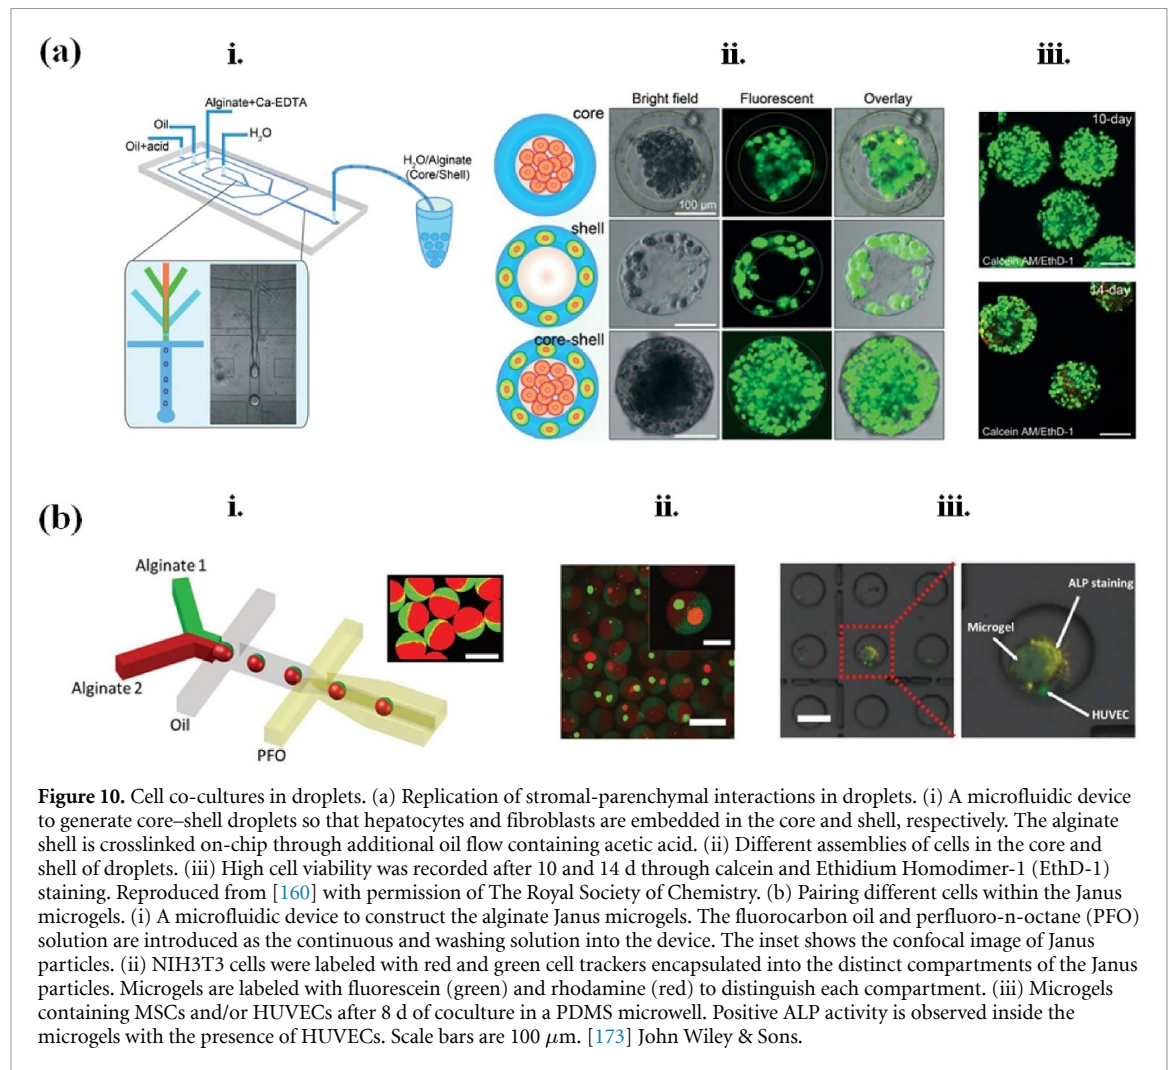 (a)
i.
ii.
iii.
Alginate+Ca-EDTA
Oil
H2O
Oil+acid
H2O/Alginate
(Core/Shell)
Bright field
Fluorescent
Overlay
core
100 μm
shell
core-shell
10-day
Calcein AM/EthD-1
14-day
Calcein AM/EthD-1
(b)
i.
ii.
iii.
Alginate 1
Alginate 2
Oil
PFO
ALP staining
Microgel
HUVEC
Figure 10. Cell co-cultures in droplets. (a) Replication of stromal-parenchymal interactions in droplets. (i) A microfluidic device
to generate core–shell droplets so that hepatocytes and fibroblasts are embedded in the core and shell, respectively. The alginate
shell is crosslinked on-chip through additional oil flow containing acetic acid. (ii) Different assemblies of cells in the core and
shell of droplets. (iii) High cell viability was recorded after 10 and 14 d through calcein and Ethidium Homodimer-1 (EthD-1)
staining. Reproduced from [160] with permission of The Royal Society of Chemistry. (b) Pairing different cells within the Janus
microgels. (i) A microfluidic device to construct the alginate Janus microgels. The fluorocarbon oil and perfluoro-n-octane (PFO)
solution are introduced as the continuous and washing solution into the device. The inset shows the confocal image of Janus
particles. (ii) NIH3T3 cells were labeled with red and green cell trackers encapsulated into the distinct compartments of the Janus
particles. Microgels are labeled with fluorescein (green) and rhodamine (red) to distinguish each compartment. (iii) Microgels
containing MSCs and/or HUVECs after 8 d of coculture in a PDMS microwell. Positive ALP activity is observed inside the
microgels with the presence of HUVECs. Scale bars are 100 μm. [173] John Wiley & Sons.